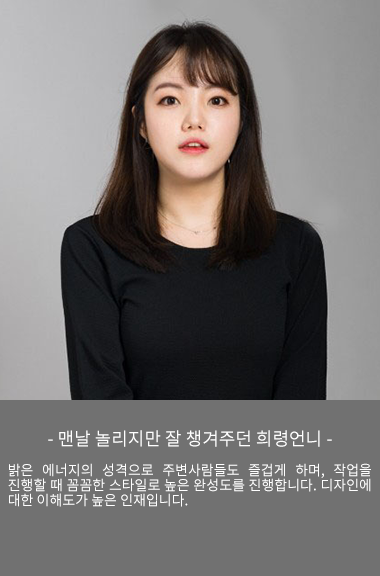 - 맨날 놀리지만 잘 챙겨주던 희령언니 -
밝은 에너지의 성격으로 주변사람들도 즐겁게 하며, 작업을
진행할 때 꼼꼼한 스타일로 높은 완성도를 진행합니다. 디자인에
대한 이해도가 높은 인재입니다.